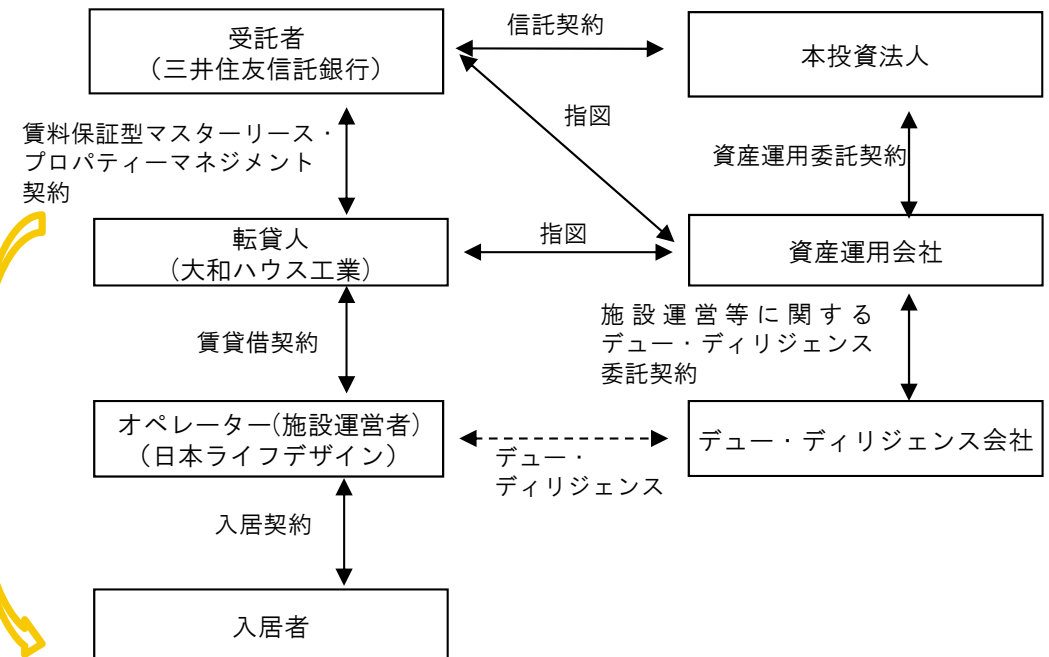 受託者
（三井住友信託銀行）
信託契約
本投資法人
指図
賃料保証型マスターリース・
プロパティーマネジメント
契約
資産運用委託契約
転貸人
（大和ハウス工業）
指図
資産運用会社
賃貸借契約
施設運営等に関する
デュー・ディリジェンス
委託契約
オペレーター(施設運営者)
（日本ライフデザイン）
デュー・
ディリジェンス
デュー・ディリジェンス会社
入居契約
入居者